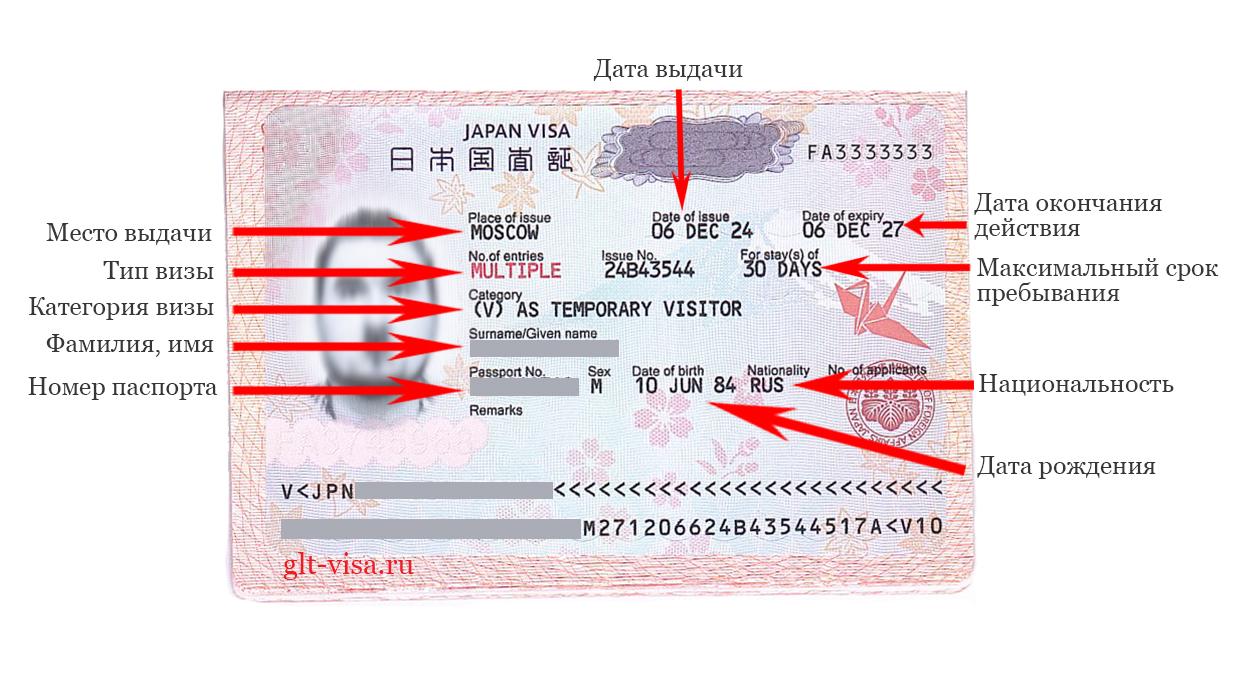 Дата выдачи
JAPAN VISA
日本国査証
FA3333333
Place of issue
MOSCOW
Date of issue
06 DEC 24
Date of expiry
06 DEC 27
Место выдачи
Дата окончания
действия
No.of entries
MULTIPLE
Issue No.
24B43544
For stay(s) of
30 DAYS
Тип визы
Максимальный срок
пребывания
Category
(V) AS TEMPORARY VISITOR
Категория визы
Surname/Given name
Фамилия, имя
Passport No.
Sex
M
Date of birth
10 JUN 84
Nationality
RUS
No. of applicants
Номер паспорта
Национальность
Remarks
Дата рождения
V<JPN
<<<<<<<<<<<<<<<<<<<<<<<<<<
M271206624B43544517A<V10
glt-visa.ru